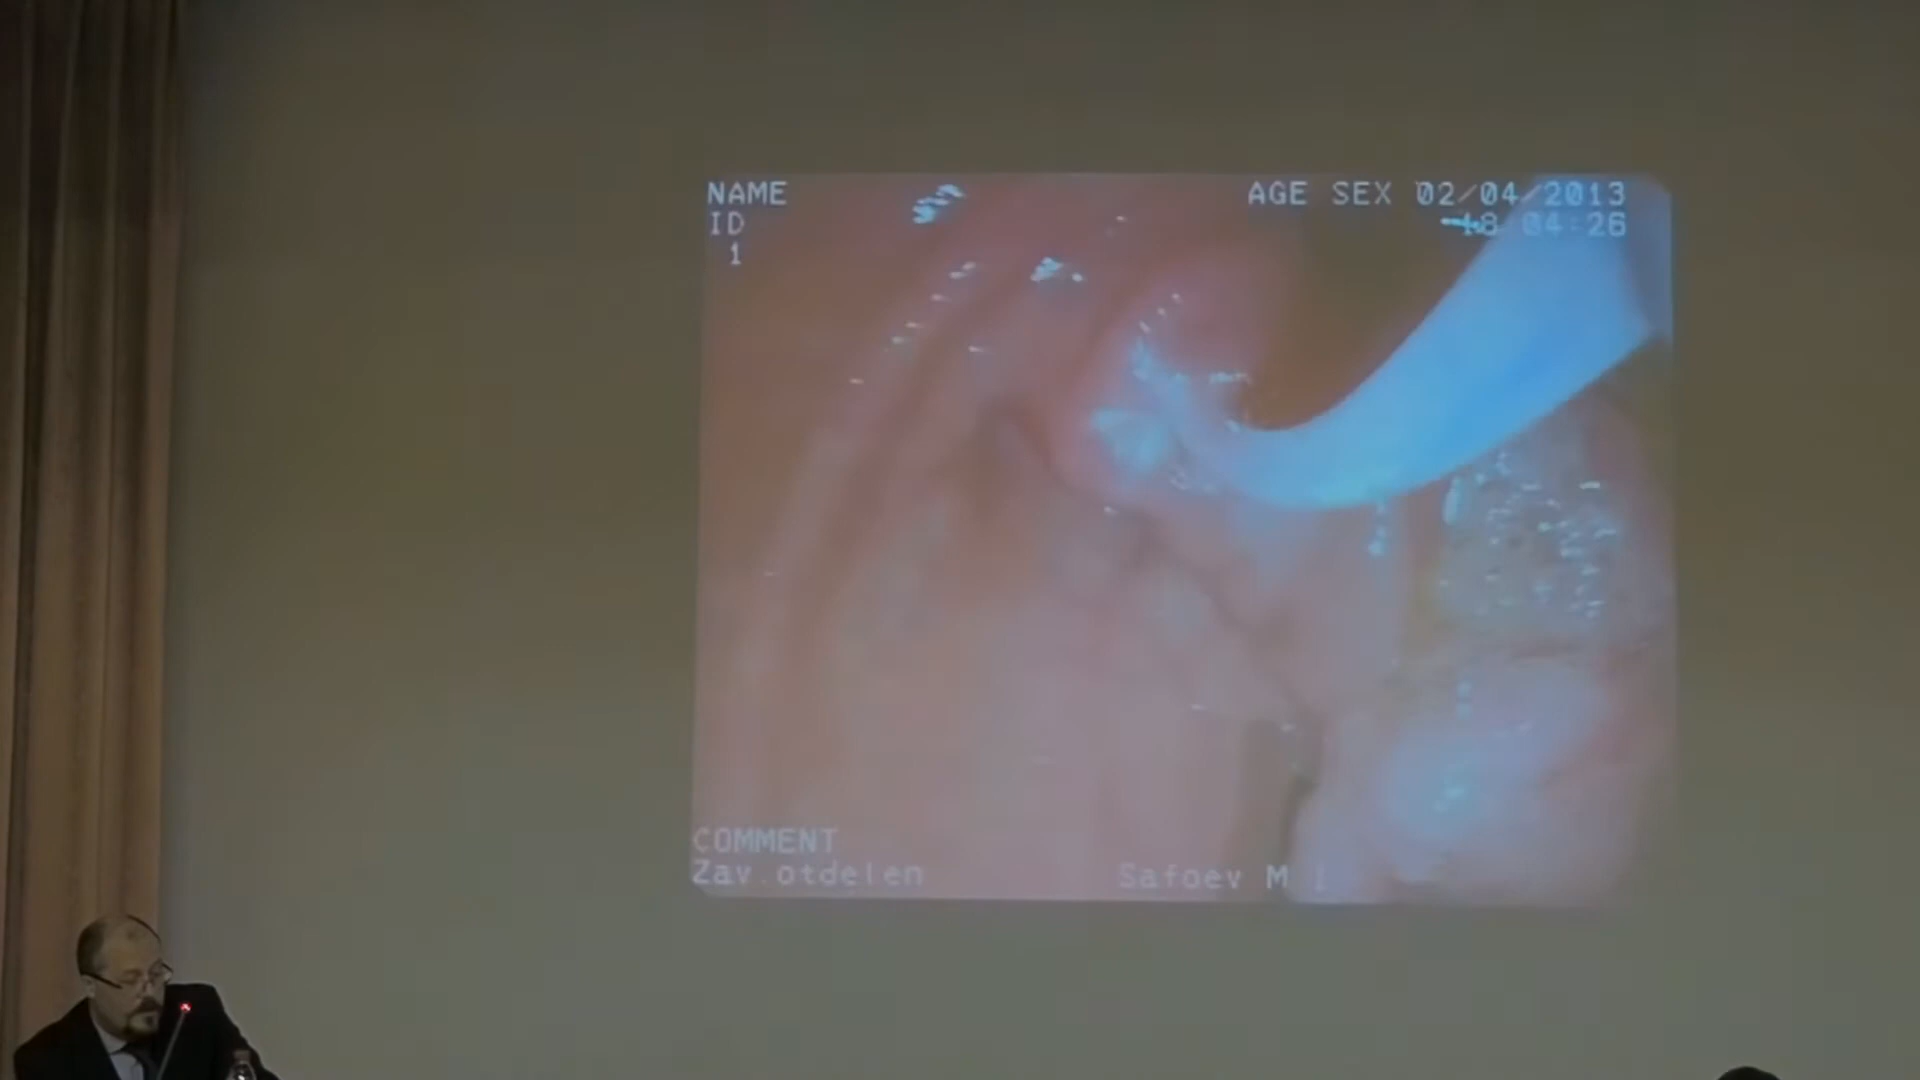 NAME
AGE SEX 02/04/2013
ID
04:26
1
COMMENT
Zav.otdelen
Safoev M